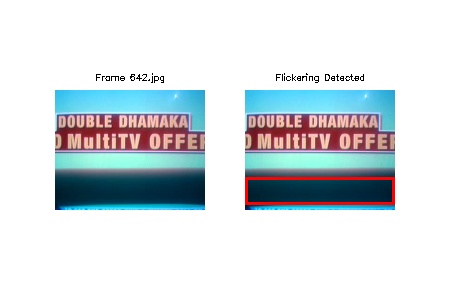 Frame 642.jpg
Flickering Detected
DOUBLE DHAMAKA
MultiTV OFFER
DOUBLE DHAMAKA
MultiTV OFFER